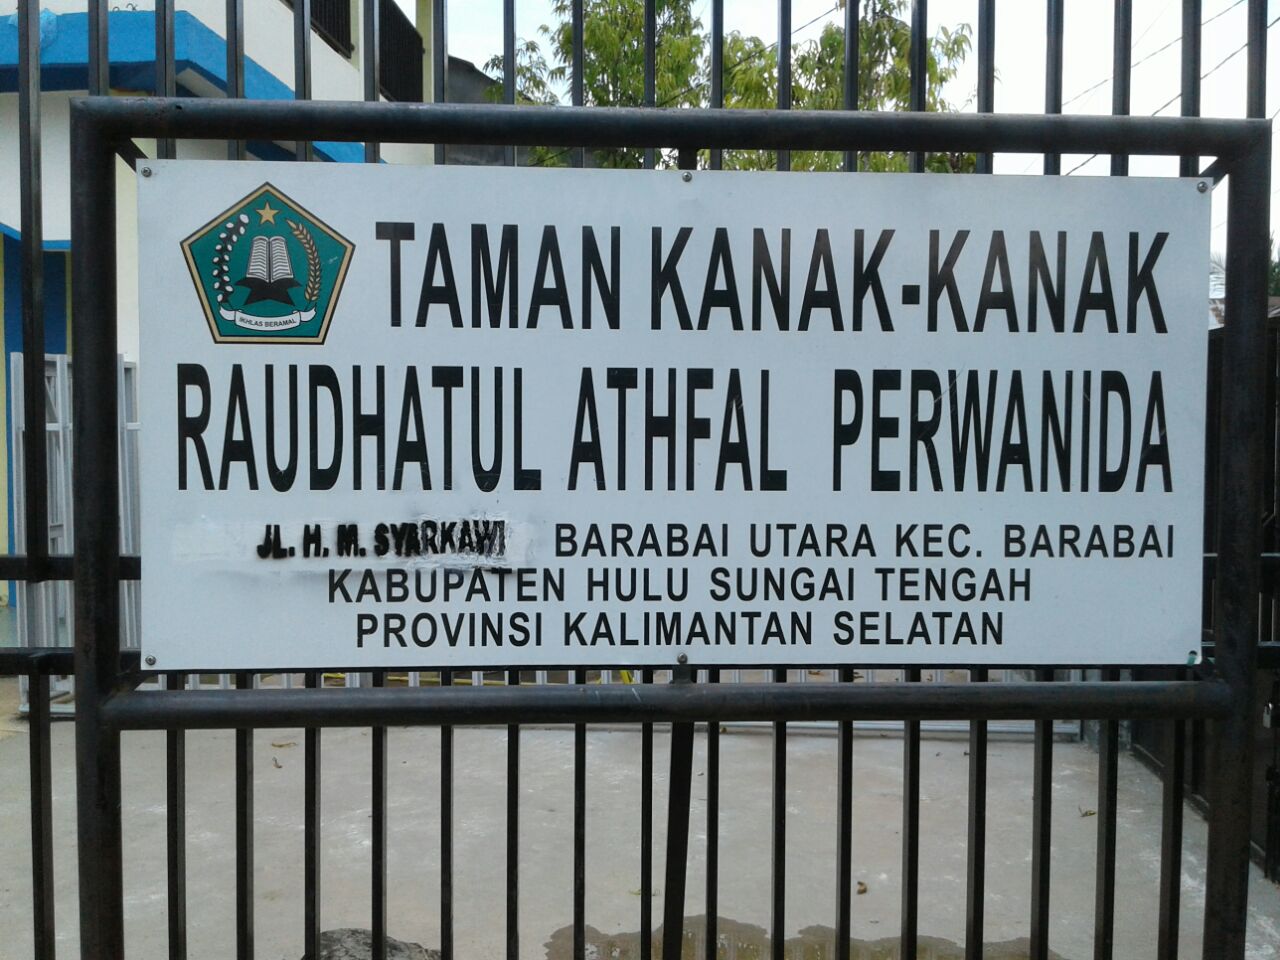 IKHLAS BERAMAL
TAMAN KANAK-KANAK
RAUDHATUL ATHFAL PERWANIDA
JL. H. M. SYARKAWI BARABAI UTARA KEC. BARABAI
KABUPATEN HULU SUNGAI TENGAH
PROVINSI KALIMANTAN SELATAN